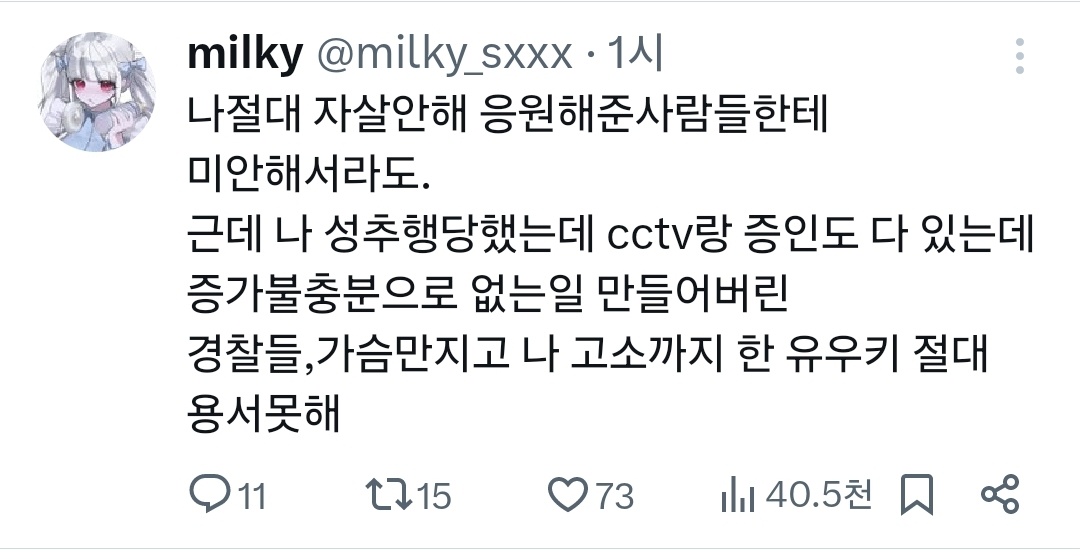 milky @milky_sxxx · 1시
나절대 자살안해 응원해준사람들한테
미안해서라도.
근데 나 성추행당했는데 cctv랑 증인도 다 있는데
증가불충분으로 없는일 만들어버린
경찰들,가슴만지고 나 고소까지 한 유우키 절대
용서못해
11 15 73 40.5천